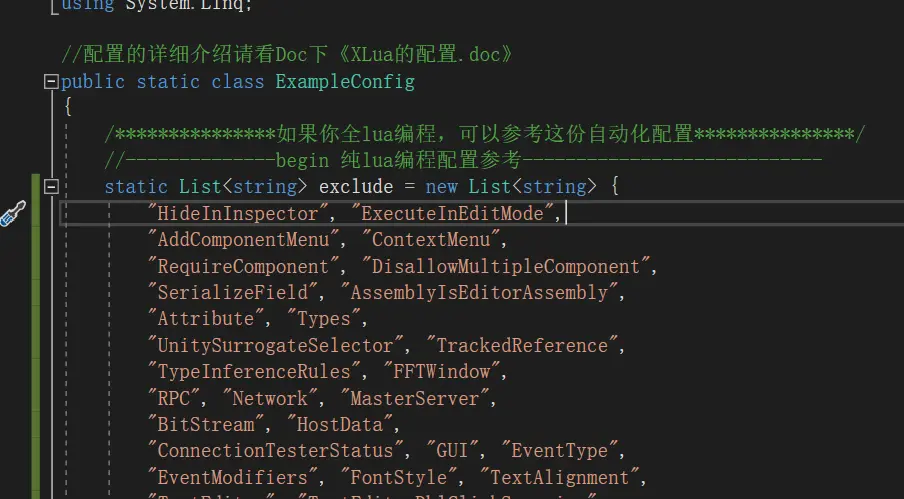 using System.Linq;
//配置的详细介绍请看Doc下《XLua的配置.doc》
public static class ExampleConfig
{
/***************如果你全lua编程，可以参考这份自动化配置***************/
//--------------begin 纯lua编程配置参考----------------------------
static List<string> exclude = new List<string> {
"HideInInspector", "ExecuteInEditMode",
"AddComponentMenu", "ContextMenu",
"RequireComponent", "DisallowMultipleComponent",
"SerializeField", "AssemblyIsEditorAssembly",
"Attribute", "Types",
"UnitySurrogateSelector", "TrackedReference",
"TypeInferenceRules", "FFTWindow",
"RPC", "Network", "MasterServer",
"BitStream", "HostData",
"ConnectionTesterStatus", "GUI", "EventType",
"EventModifiers", "FontStyle", "TextAlignment",